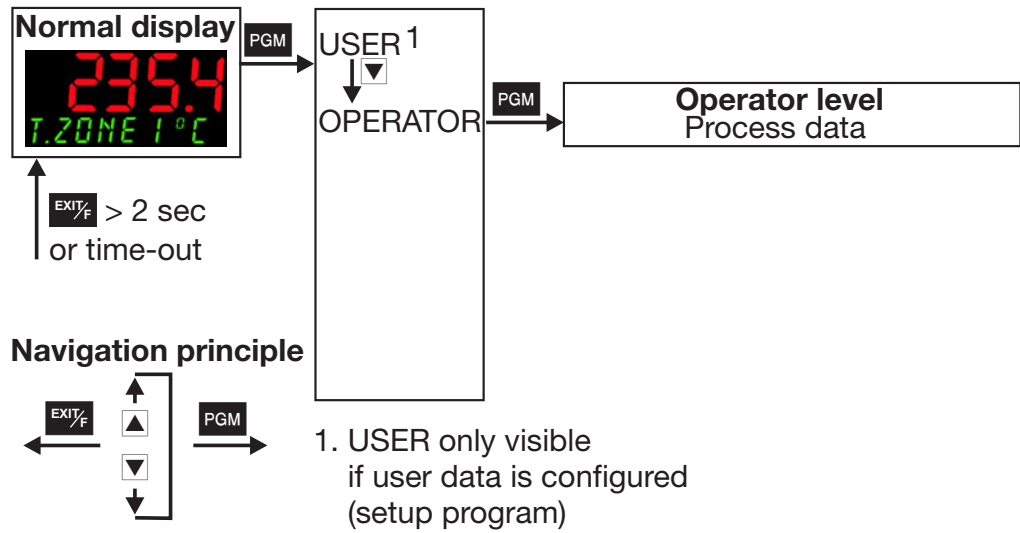 Normal display
235.4
T.ZONE 1 °C
PGM
USER 1
▼
OPERATOR
PGM
Operator level
Process data
EXIT/F > 2 sec
or time-out
Navigation principle
EXIT/F
▲
▼
PGM
1. USER only visible
if user data is configured
(setup program)